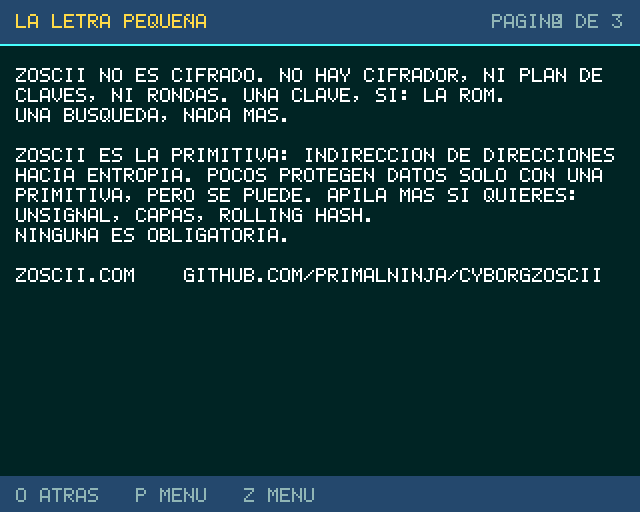 LA LETRA PEQUENA
DE 3
ZOSCII NO ES CIFRADO. NO HAY CIFRADOR, NI PLAN DE
CLAVES, NI RONDAS. UNA CLAVE, SI: LA ROM.
UNA BUSQUEDA, NADA MAS.
ZOSCII ES LA PRIMITIVA: INDIRECCION DE DIRECCIONES
HACIA ENTROPIA. POCOS PROTEGEN DATOS SOLO CON UNA
PRIMITIVA, PERO SE PUEDE. APILA MAS SI QUIERES:
UNSIGNAL, CAPAS, ROLLING HASH.
NINGUNA ES OBLIGATORIA.
ZOSCII.COM GITHUB.COM/PRIMALNINJA/CYBORGZOSCII
O ATRAS P MENU Z MENU